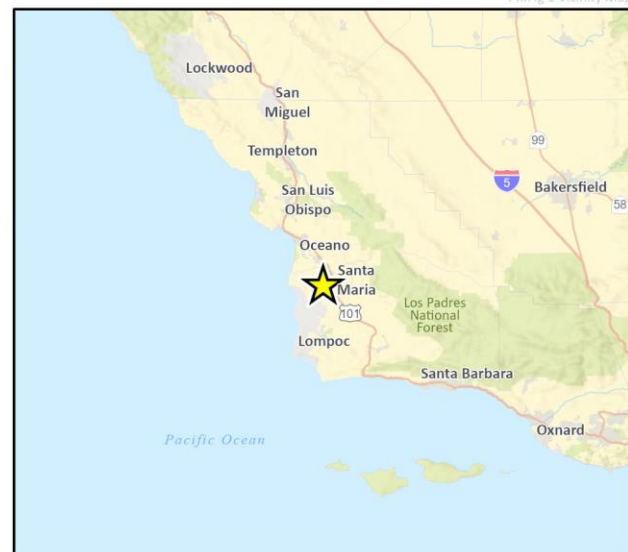 Lockwood
San
Miguel
99
Templeton
5
Bakersfield
58
San Luis
Obispo
Oceano
Santa
Maria
Los Padres
National
Forest
101
Lompoc
Santa Barbara
Oxnard
Pacific Ocean